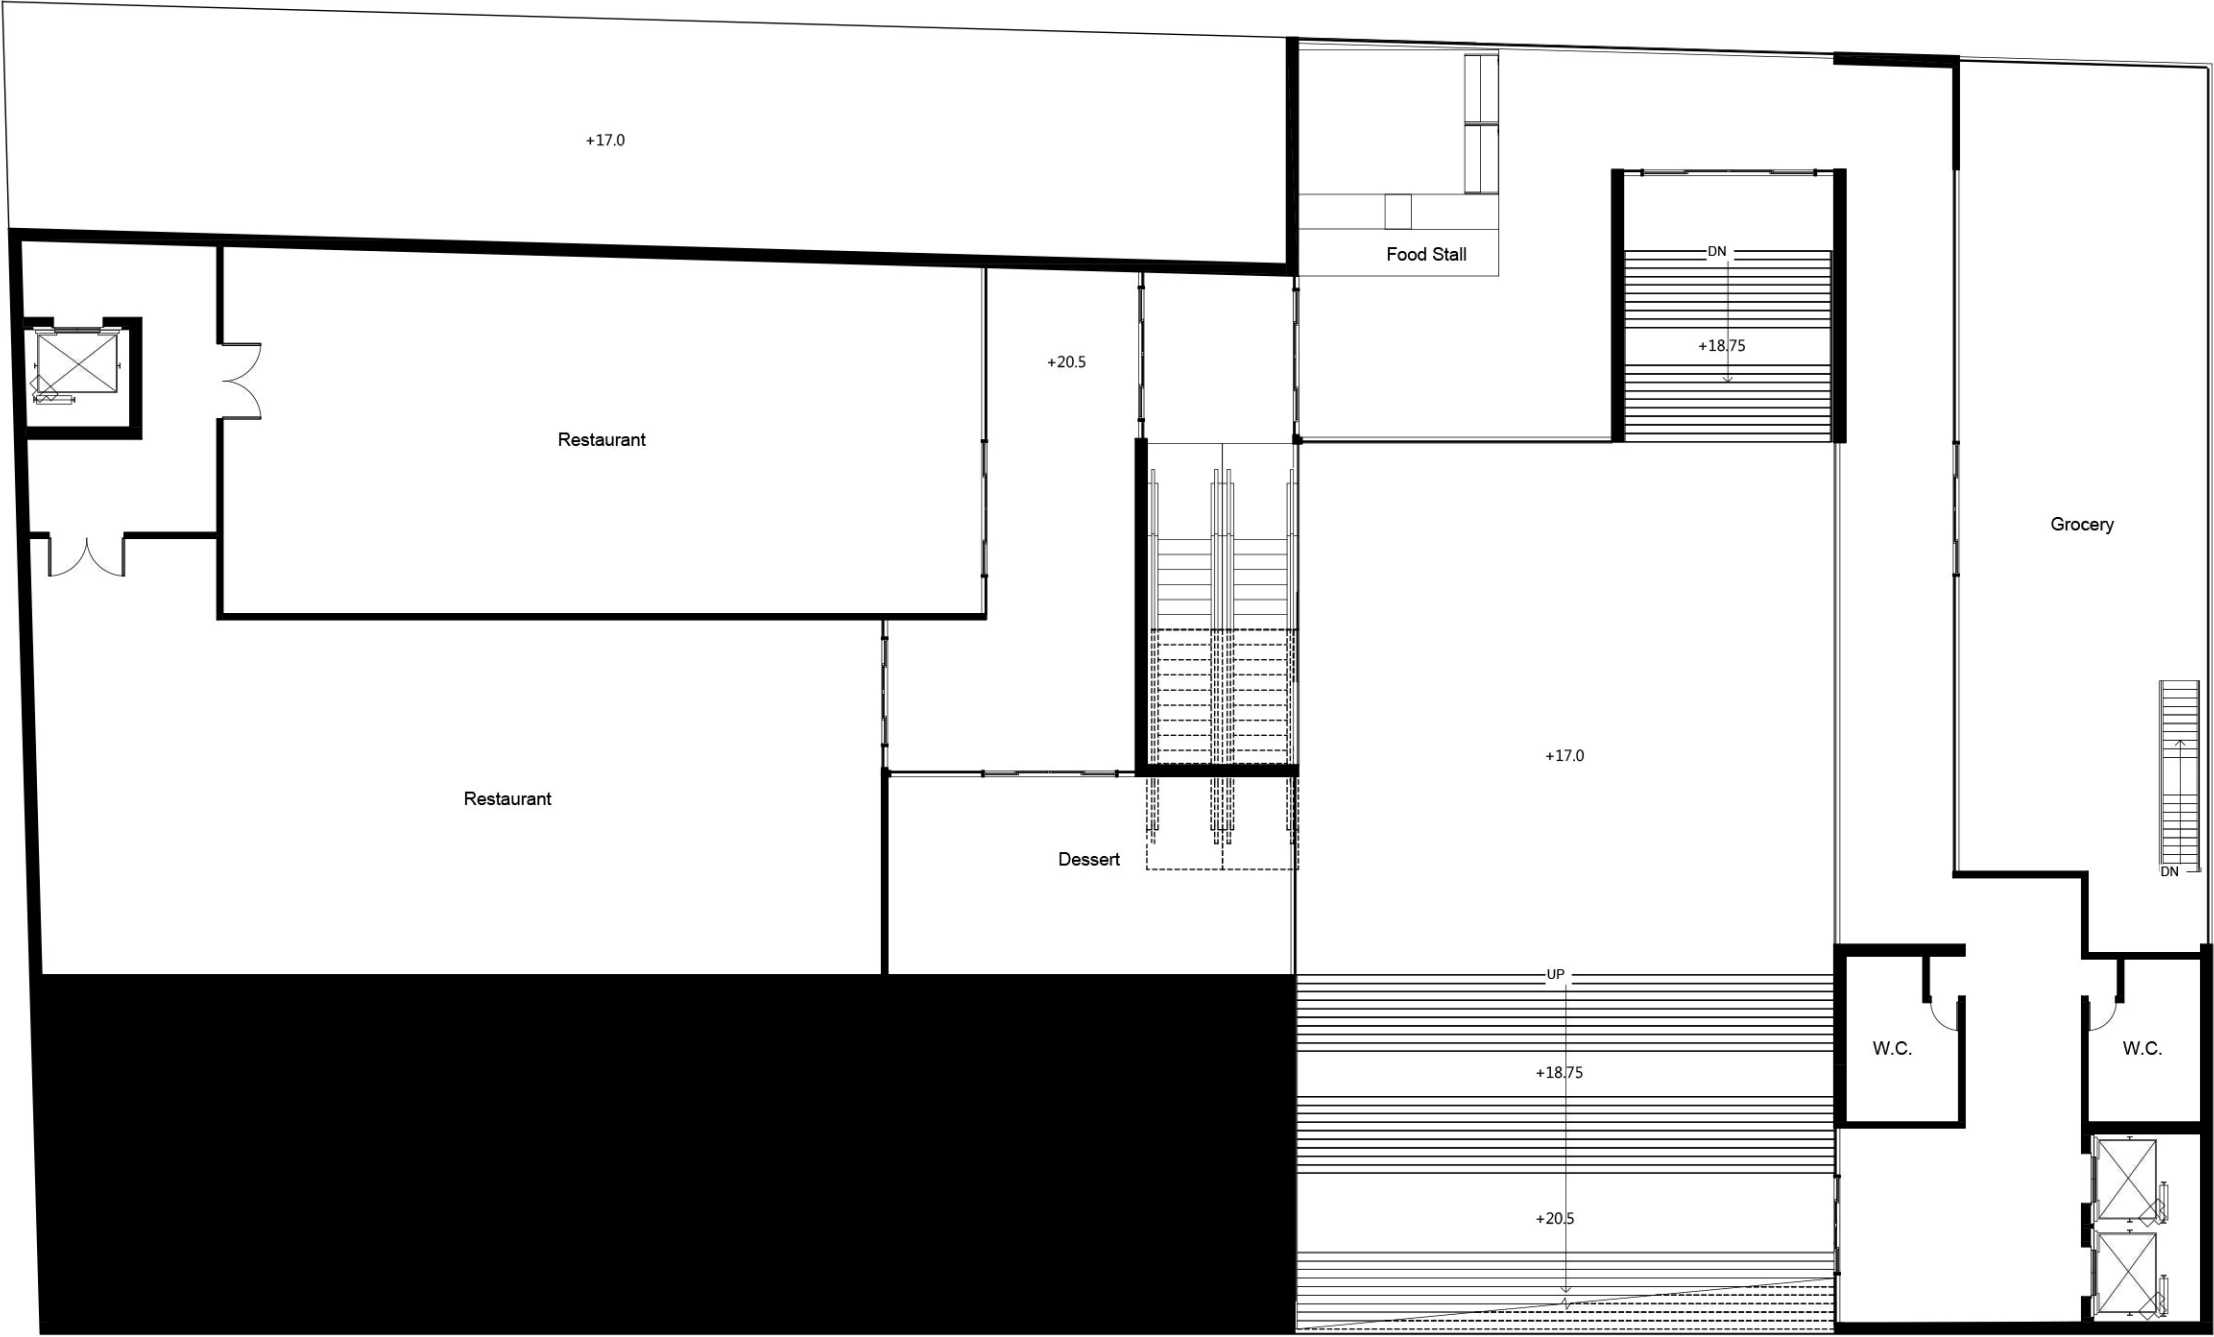 +17.0
DN
Food Stall
+18.75
+20.5
Restaurant
Grocery
+17.0
Restaurant
Dessert
DN
UP
W.C.
W.C.
+18.75
+20.5